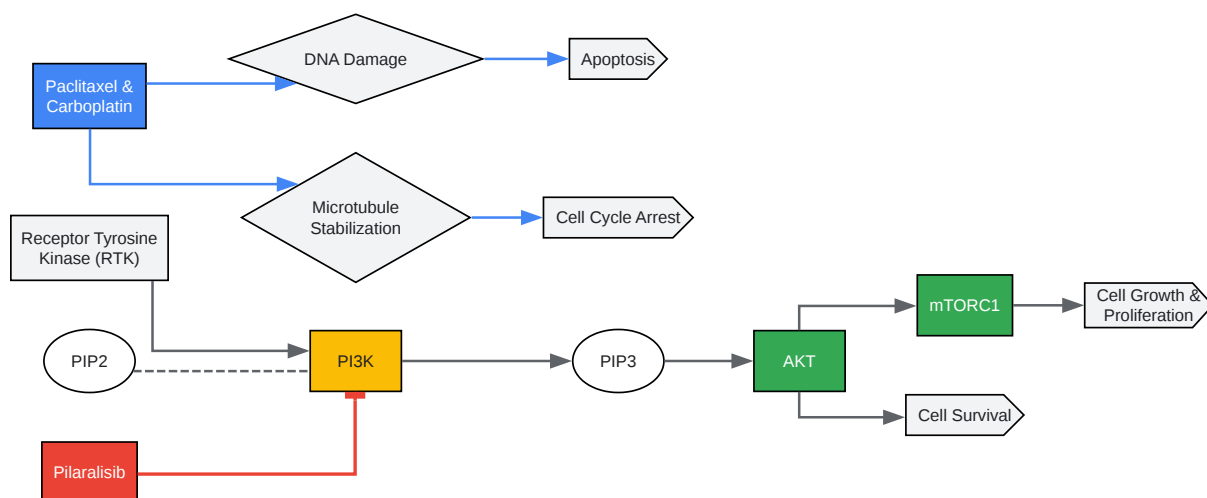 DNA Damage
Apoptosis
Paclitaxel &
Carboplatin
Microtubule
Stabilization
Cell Cycle Arrest
Receptor Tyrosine
Kinase (RTK)
mTORC1
Cell Growth &
Proliferation
PIP2
PI3K
PIP3
AKT
Cell Survival
Pilaralisib